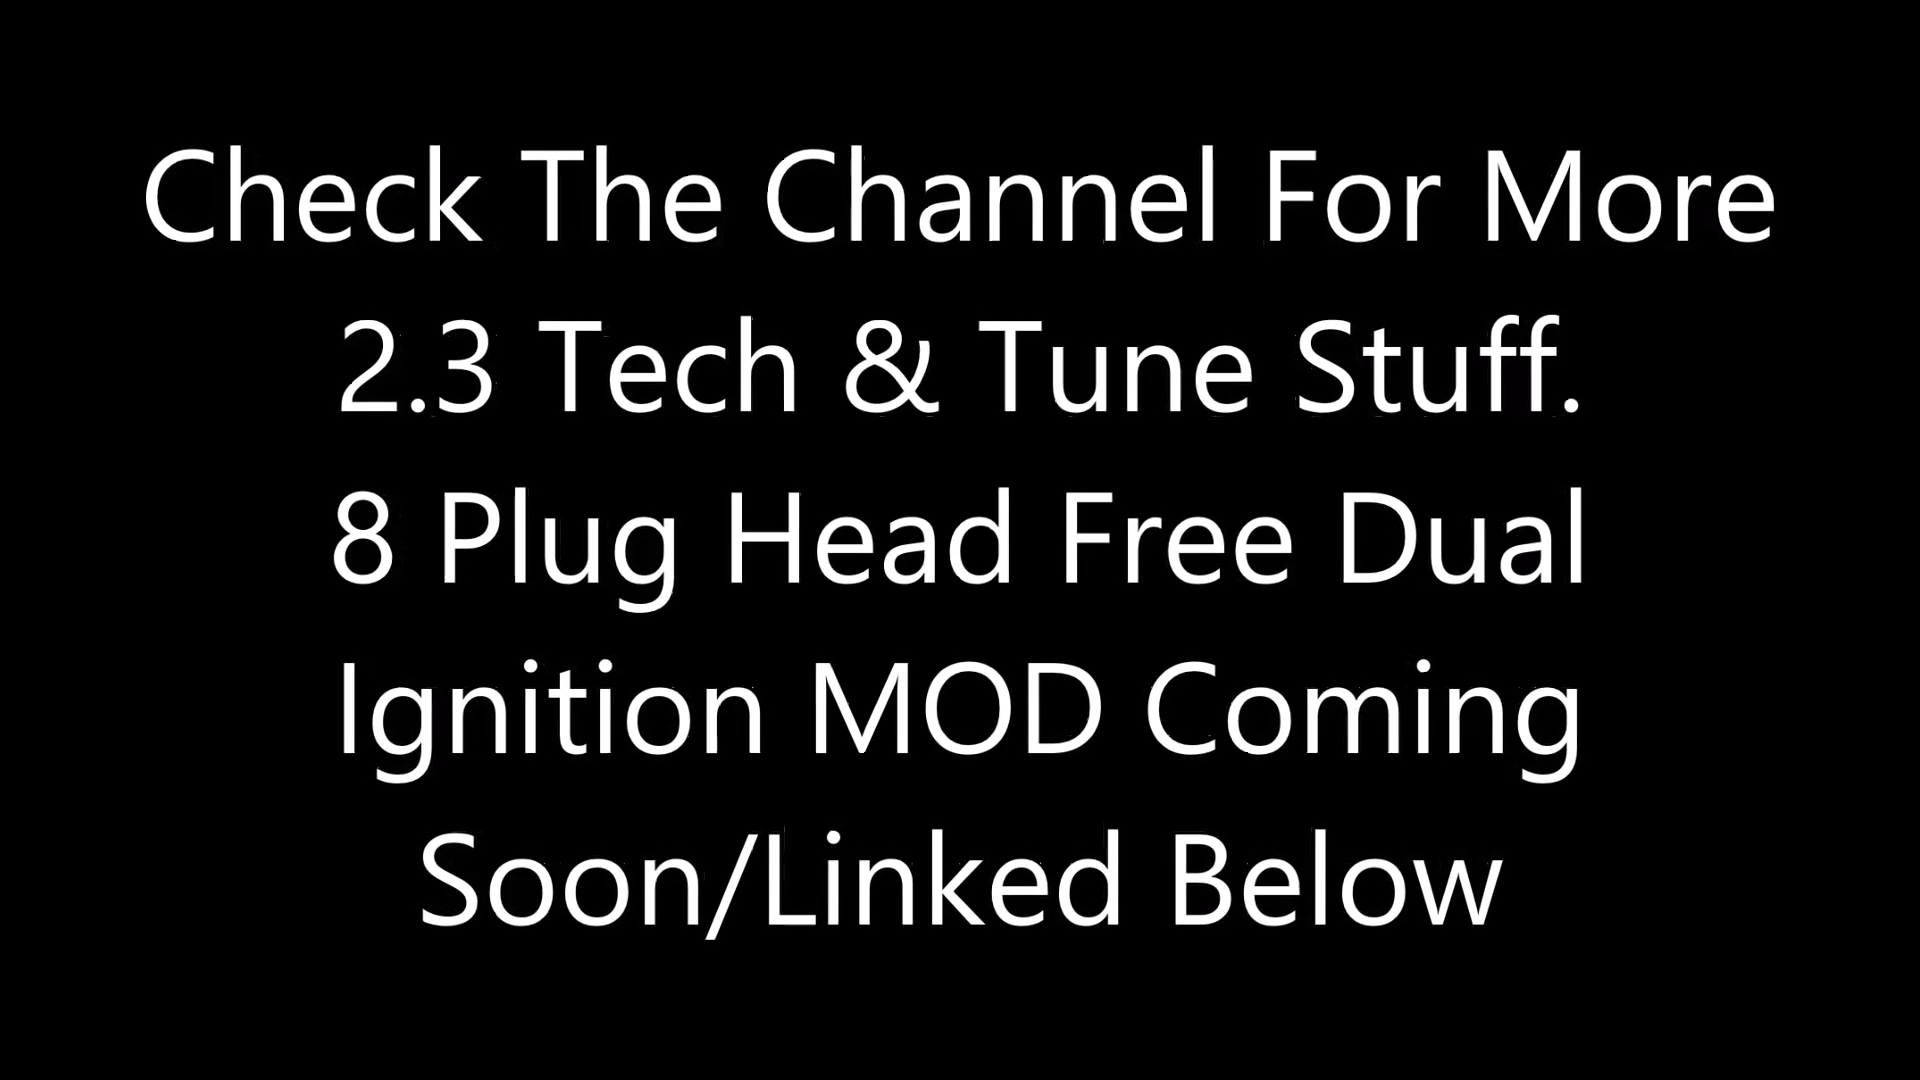 Check The Channel For More
2.3 Tech & Tune Stuff.
8 Plug Head Free Dual
Ignition MOD Coming
Soon/Linked Below